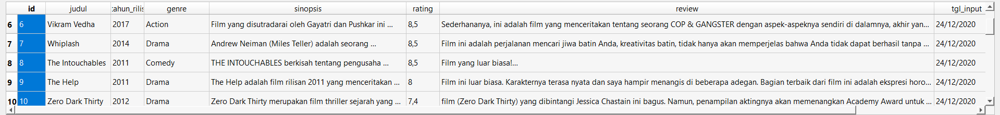 id judul tahun_rilis genre sinopsis rating review tgl_input
6 6 Vikram Vedha 2017 Action Film yang disutradarai oleh Gayatri dan Pushkar ini ... 8,5 Sederhananya, ini adalah film yang menceritakan tentang seorang COP & GANGSTER dengan aspek-aspeknya sendiri di dalamnya, akhir yan... 24/12/2020
7 7 Whiplash 2014 Drama Andrew Neiman (Miles Teller) adalah seorang ... 8,5 Film ini adalah perjalanan mencari jiwa batin Anda, kreativitas batin, tidak hanya akan memperjelas bahwa Anda tidak dapat berhasil tanpa ... 24/12/2020
8 8 The Intouchables 2011 Comedy THE INTOUCHABLES berkisah tentang pengusaha ... 8,5 Film yang luar biasa!... 24/12/2020
9 9 The Help 2011 Drama The Help adalah film rilisan 2011 yang menceritakan ... 8 Film ini luar biasa. Karakternya terasa nyata dan saya hampir menangis di beberapa adegan. Bagian terbaik dari film ini adalah ekspresi horo... 24/12/2020
10 10 Zero Dark Thirty 2012 Drama Zero Dark Thirty merupakan film thriller sejarah yang ... 7,4 film (Zero Dark Thirty) yang dibintangi Jessica Chastain ini bagus. Namun, penampilan aktingnya akan memenangkan Academy Award untuk ... 24/12/2020